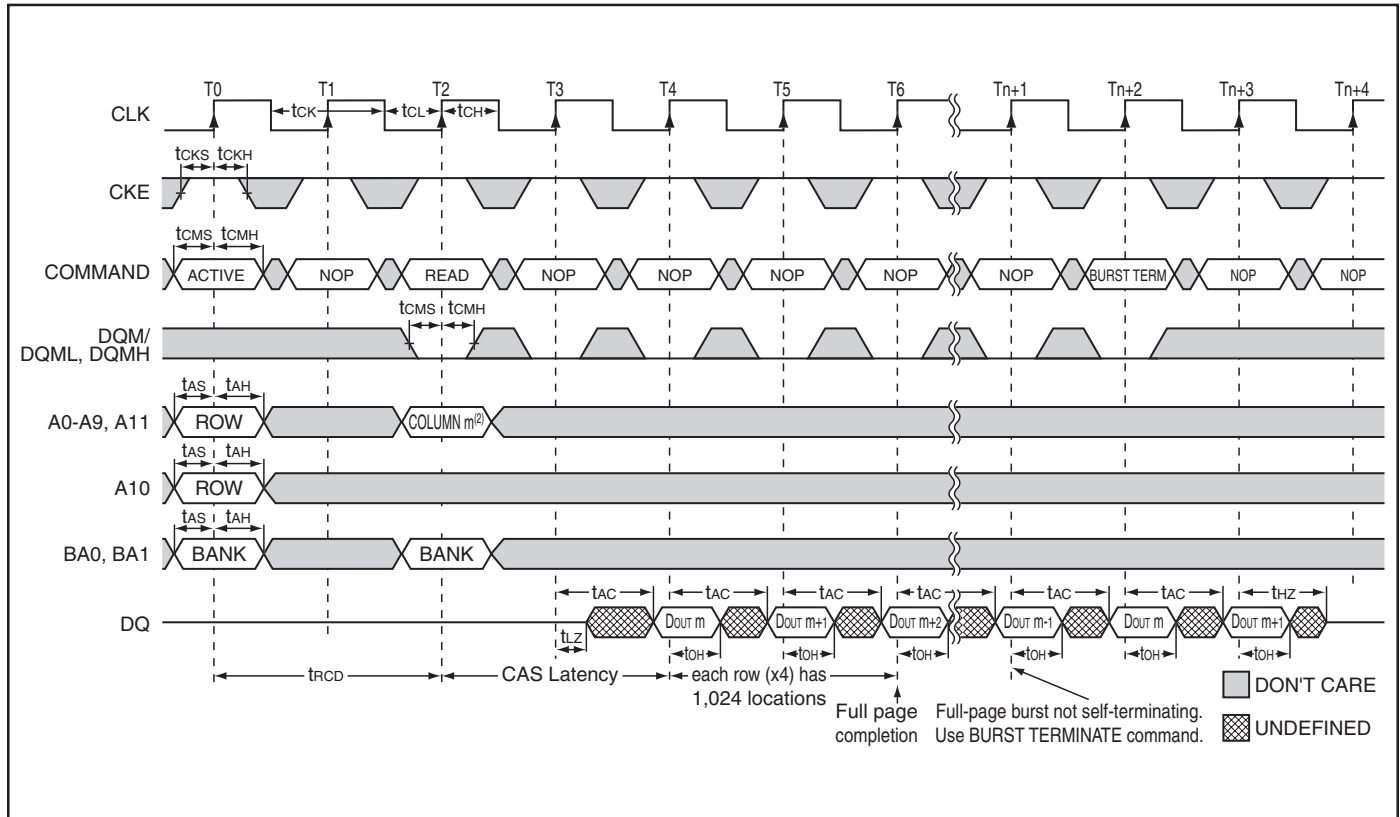 T0 T1 T2 T3 T4 T5 T6 Tn+1 Tn+2 Tn+3 Tn+4
CLK
tCK tCL tCH
tCKS tCKH
CKE
tCMS tCMH
COMMAND ACTIVE NOP READ NOP NOP NOP NOP NOP BURST TERM NOP NOP
tCMS tCMH
DQM/
DQML, DQMH
tAS tAH
A0-A9, A11 ROW COLUMN m(2)
tAS tAH
A10 ROW
tAS tAH
BA0, BA1 BANK BANK
tAC tAC tAC tAC tAC tAC tHZ
DQ DOUT m DOUT m+1 DOUT m+2 DOUT m-1 DOUT m DOUT m+1
tLZ tOH tOH tOH tOH tOH tOH
tRCD CAS Latency each row (x4) has
1,024 locations
Full page
completion
Full-page burst not self-terminating.
Use BURST TERMINATE command.
DON'T CARE
UNDEFINED